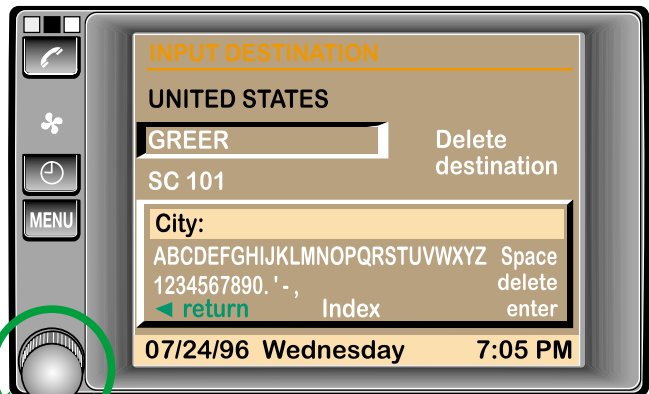 INPUT DESTINATION
UNITED STATES
GREER
Delete
destination
SC 101
MENU
City:
ABCDEFGHIJKLMNOPQRSTUVWXYZ Space
1234567890.'-, delete
◄ return Index enter
07/24/96 Wednesday 7:05 PM